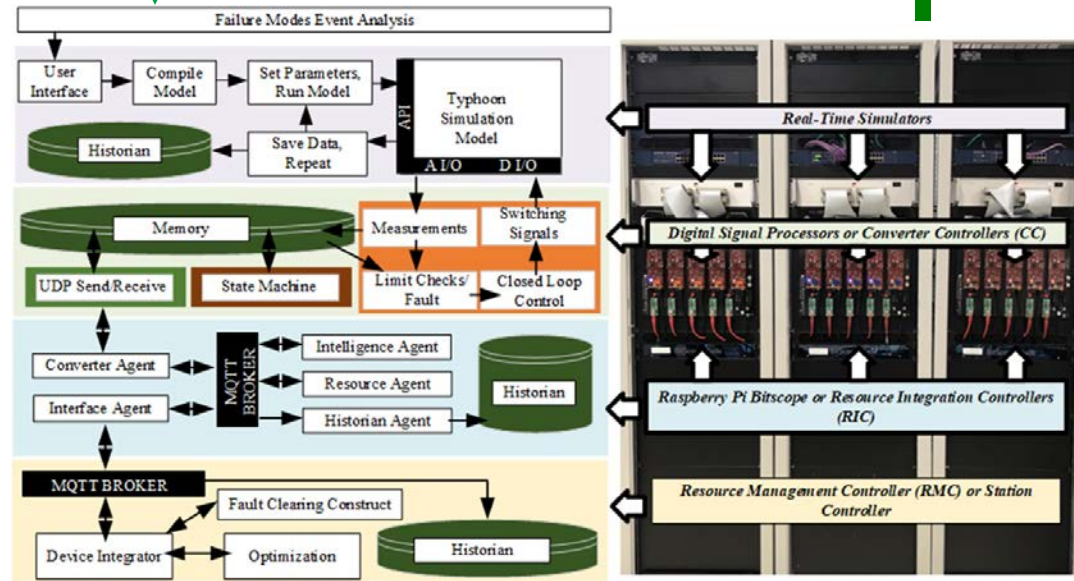 Failure Modes Event Analysis
User
Interface
Compile
Model
Set Parameters,
Run Model
API
Typhoon
Simulation
Model
Historian
Save Data,
Repeat
A I/O D I/O
Memory
Measurements
Switching
Signals
UDP Send/Receive
State Machine
Limit Checks/
Fault
Closed Loop
Control
Converter Agent
Interface Agent
MQTT
BROKER
Intelligence Agent
Resource Agent
Historian Agent
Historian
MQTT BROKER
Fault Clearing Construct
Device Integrator
Optimization
Historian
Real-Time Simulators
Digital Signal Processors or Converter Controllers (CC)
Raspberry Pi Bitscope or Resource Integration Controllers
(RIC)
Resource Management Controller (RMC) or Station
Controller